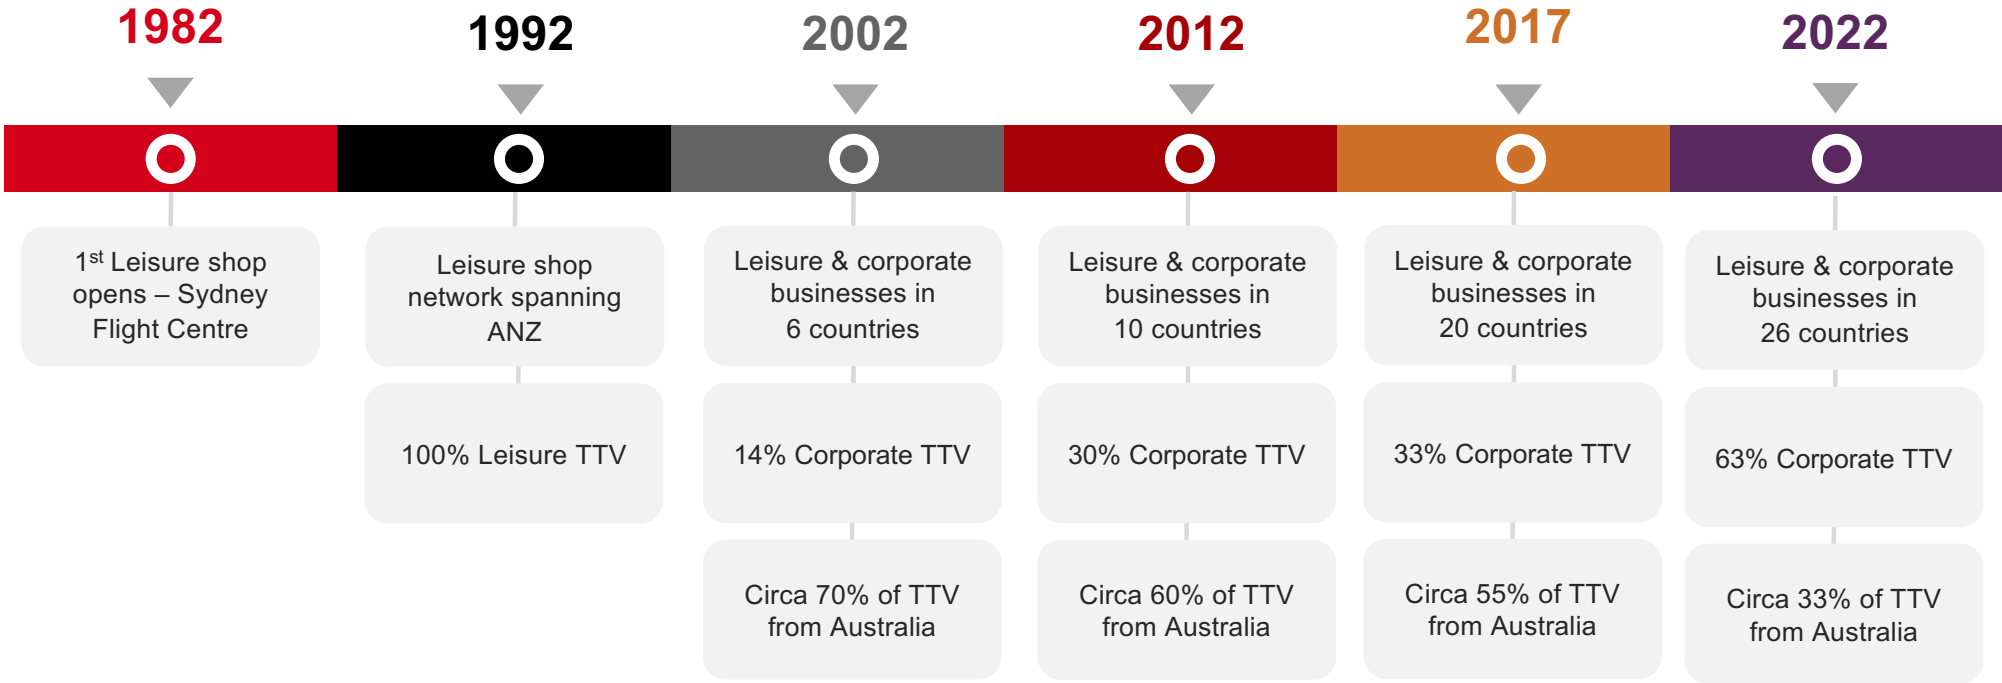 1982
1st Leisure shop
opens – Sydney
Flight Centre
1992
Leisure shop
network spanning
ANZ
100% Leisure TTV
2002
Leisure & corporate
businesses in
6 countries
14% Corporate TTV
Circa 70% of TTV
from Australia
2012
Leisure & corporate
businesses in
10 countries
30% Corporate TTV
Circa 60% of TTV
from Australia
2017
Leisure & corporate
businesses in
20 countries
33% Corporate TTV
Circa 55% of TTV
from Australia
2022
Leisure & corporate
businesses in
26 countries
63% Corporate TTV
Circa 33% of TTV
from Australia